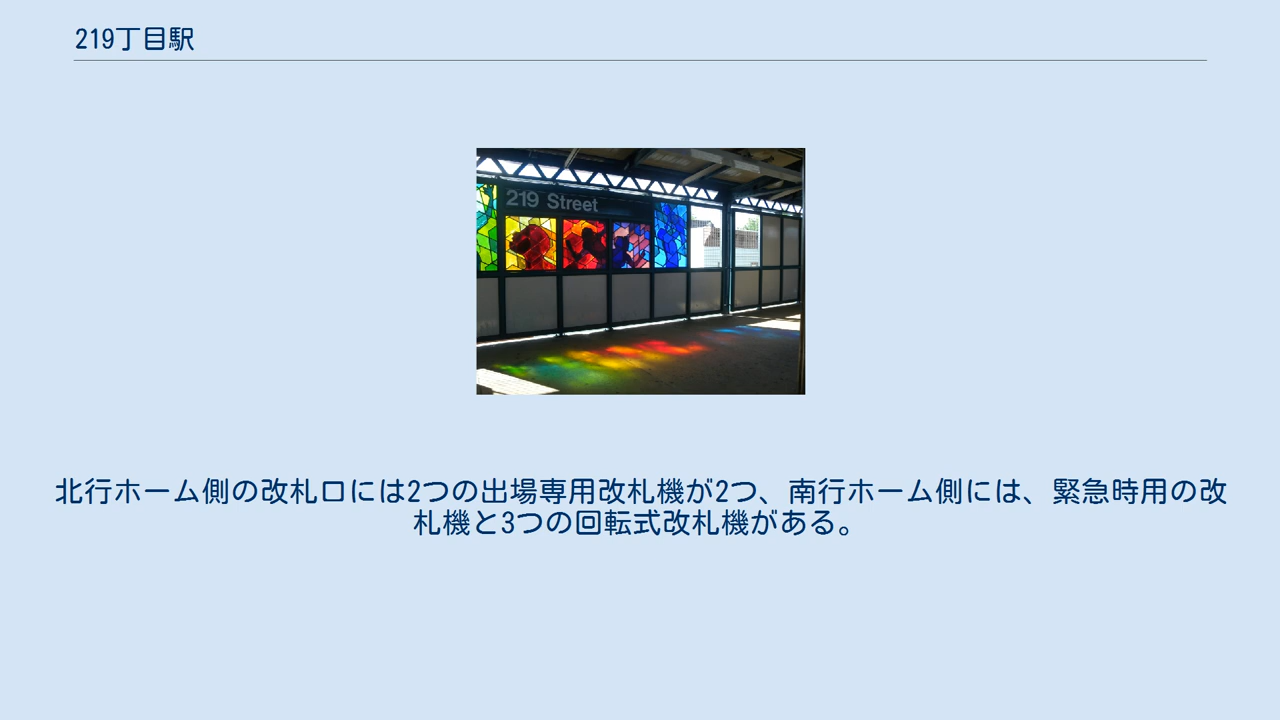 219丁目駅
219 Street
北行ホーム側の改札口には2つの出場専用改札機が2つ、南行ホーム側には、緊急時用の改
札機と3つの回転式改札機がある。